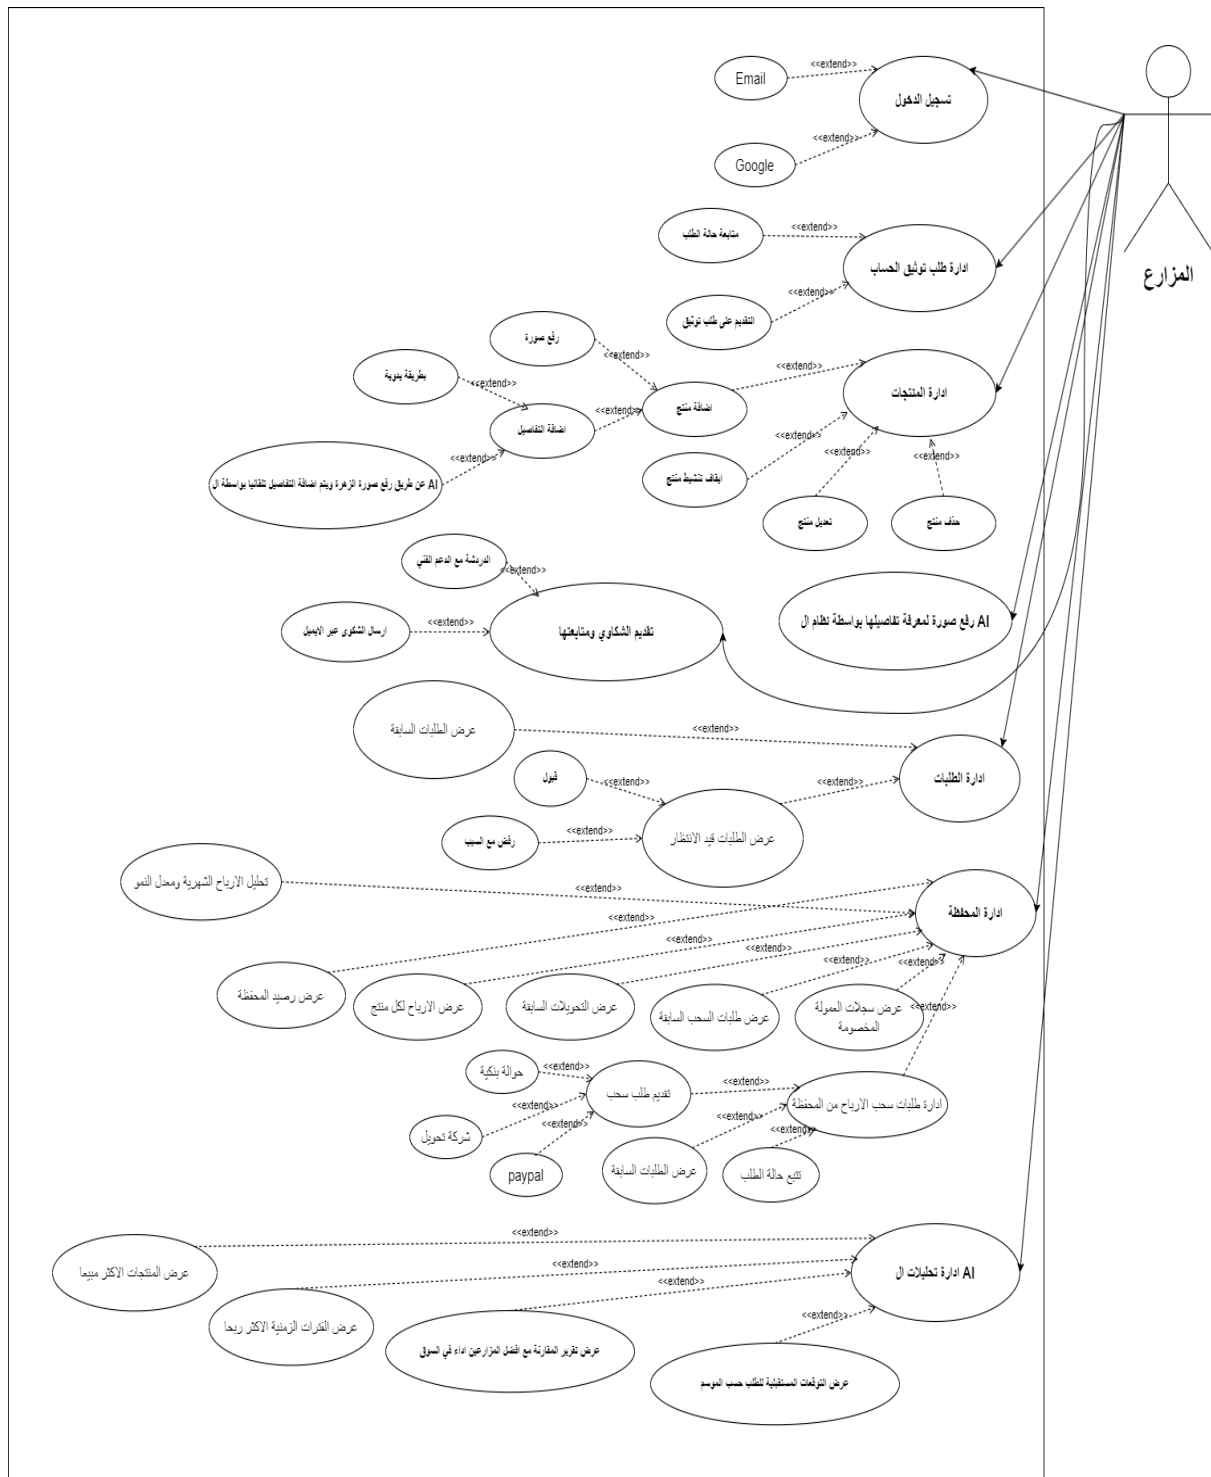 <<extend>>
Email
تسجيل الدخول
<<extend>>
Google
المزارع
متابعة حالة الطلب
<<extend>>
ادارة طلب توثيق الحساب
<<extend>>
التقديم على طلب توثيق
رفع صورة
<<extend>>
<<extend>>
بطريقة يدوية
<<extend>>
اضافة منتج
ادارة المنتجات
<<extend>>
اضافة التفاصيل
<<extend>>
<<extend>>
<<extend>>
<<extend>>
ايقاف تنشيط منتج
عن طريق رفع صورة الزهرة ويتم اضافة التفاصيل تلقائيا بواسطة ال AI
<<extend>>
تعديل منتج
حذف منتج
الدردشة مع الدعم الفني
<<extend>>
رفع صورة لمعرفة تفاصيلها بواسطة نظام ال AI
<<extend>>
ارسال الشكوى عبر الايميل
تقديم الشكاوي ومتابعتها
<<extend>>
عرض الطلبات السابقة
قبول
<<extend>>
<<extend>>
ادارة الطلبات
<<extend>>
رفض مع السبب
عرض الطلبات قيد الانتظار
تحليل الارباح الشهرية ومعدل النمو
<<extend>>
ادارة المحفظة
<<extend>>
<<extend>>
<<extend>>
<<extend>>
<<extend>>
عرض رصيد المحفظة
عرض الارباح لكل منتج
عرض التحويلات السابقة
عرض طلبات السحب السابقة
عرض سجلات العمولة
المخصومة
<<extend>>
حوالة بنكية
<<extend>>
تقديم طلب سحب
<<extend>>
ادارة طلبات سحب الارباح من المحفظة
<<extend>>
شركة تحويل
<<extend>>
<<extend>>
<<extend>>
paypal
عرض الطلبات السابقة
تتبع حالة الطلب
<<extend>>
عرض المنتجات الاكثر مبيعا
<<extend>>
ادارة تحليلات ال AI
<<extend>>
عرض الفترات الزمنية الاكثر ربحا
<<extend>>
عرض تقرير المقارنة مع افضل المزارعين اداء في السوق
عرض التوقعات المستقبلية للطلب حسب الموسم